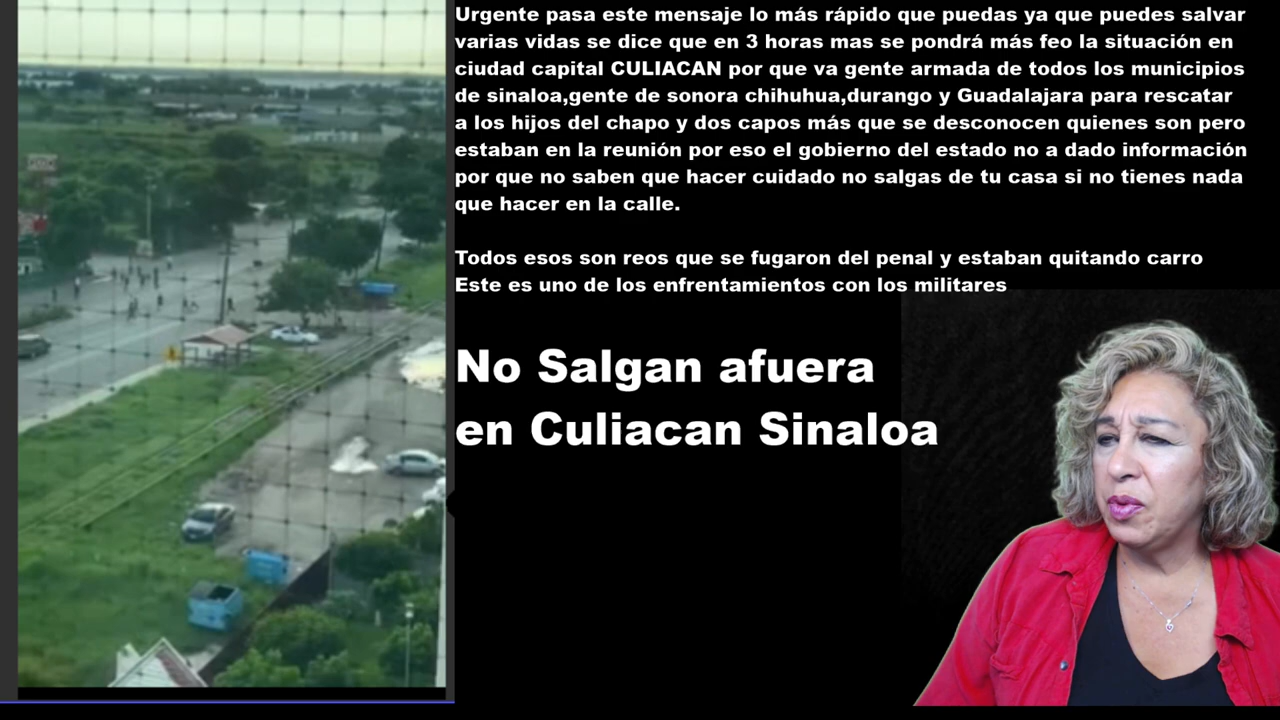 Urgente pasa este mensaje lo más rápido que puedas ya que puedes salvar
varias vidas se dice que en 3 horas mas se pondrá más feo la situación en
ciudad capital CULIACAN por que va gente armada de todos los municipios
de sinaloa,gente de sonora chihuhua,durango y Guadalajara para rescatar
a los hijos del chapo y dos capos más que se desconocen quienes son pero
estaban en la reunión por eso el gobierno del estado no a dado información
por que no saben que hacer cuidado no salgas de tu casa si no tienes nada
que hacer en la calle.
Todos esos son reos que se fugaron del penal y estaban quitando carro
Este es uno de los enfrentamientos con los militares
No Salgan afuera
en Culiacan Sinaloa